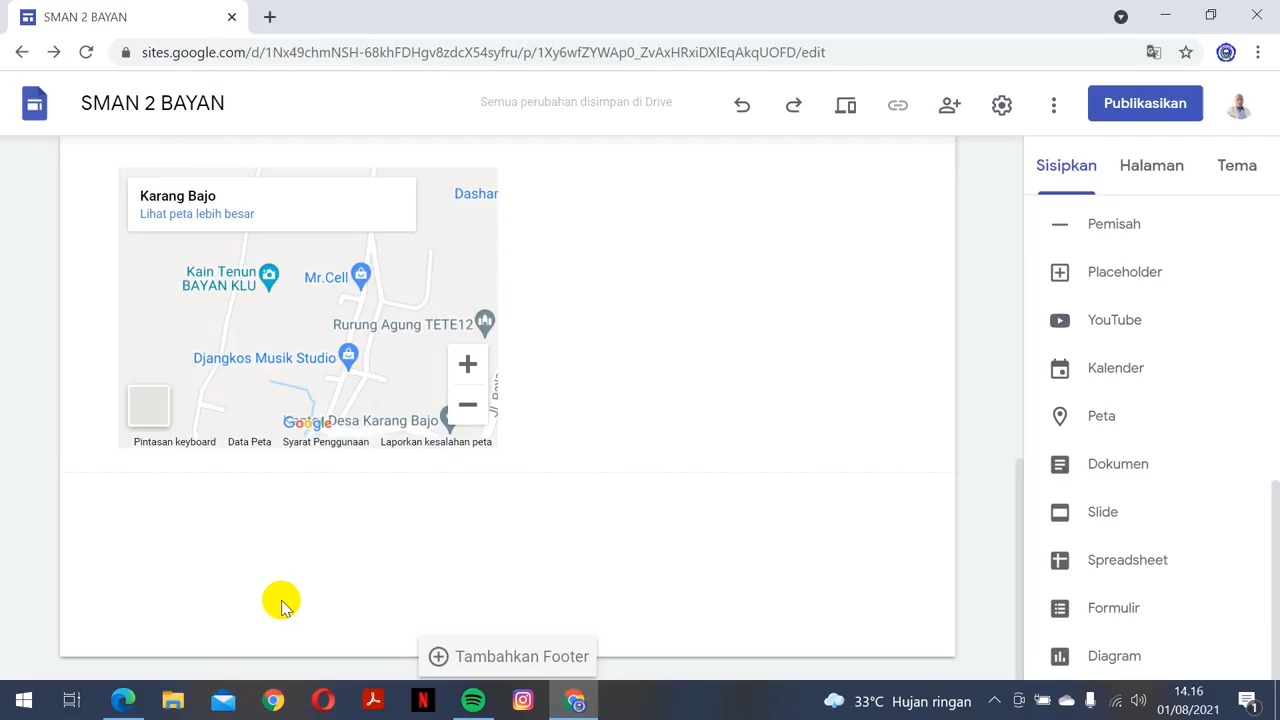 SMAN 2 BAYAN
sites.google.com/d/1Nx49chmNSH-68khFDHgv8zdcX54syfru/p/1Xy6wfZYWAp0_ZvAxHRxiDXlEqAkqUOFD/edit
SMAN 2 BAYAN
Semua perubahan disimpan di Drive
Publikasikan
Sisipkan
Halaman
Tema
Karang Bajo
Lihat peta lebih besar
Dashar
Kain Tenun
BAYAN KLU
Mr.Cell
Rurung Agung TETE12
Djangkos Musik Studio
Desa Karang Bajo
Google
Pintasan keyboard
Data Peta
Syarat Penggunaan
Laporkan kesalahan peta
Pemisah
Placeholder
YouTube
Kalender
Peta
Dokumen
Slide
Spreadsheet
Formulir
Diagram
Tambahkan Footer
33°C Hujan ringan
14.16
01/08/2021
1